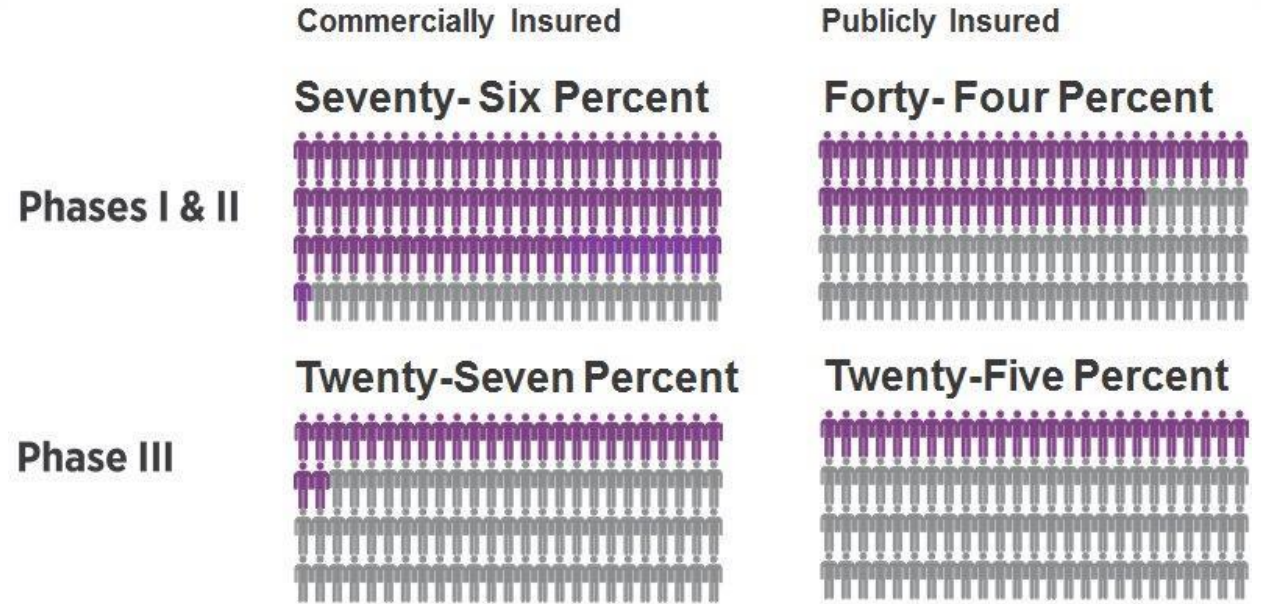 Commercially Insured
Publicly Insured
Seventy- Six Percent
Forty- Four Percent
Phases I & II
Twenty-Seven Percent
Twenty-Five Percent
Phase III